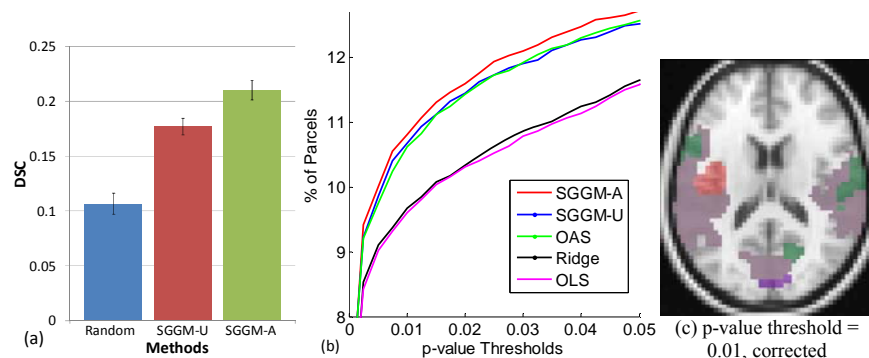 0.25
0.2
0.15
0.1
0.05
0
DSC
Random SGGM-U SGGM-A
Methods
(a)
12
11
10
9
8
% of Parcels
0 0.01 0.02 0.03 0.04 0.05
p-value Thresholds
(b)
SGGM-A
SGGM-U
OAS
Ridge
OLS
(c) p-value threshold =
0.01, corrected